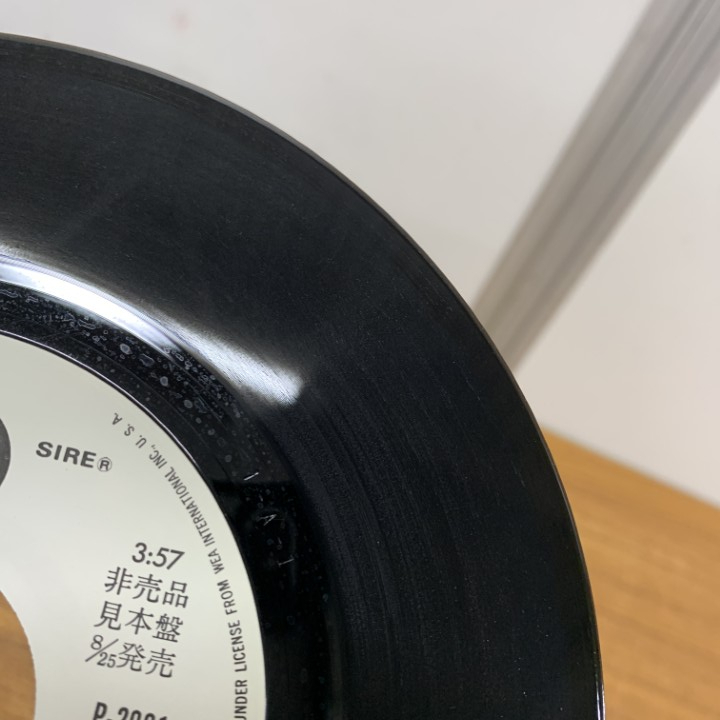 SIRE®
UNDER LICENSE FROM WEA INTERNATIONAL INC., U. S. A.
3:57
非売品
見本盤
8/25発売